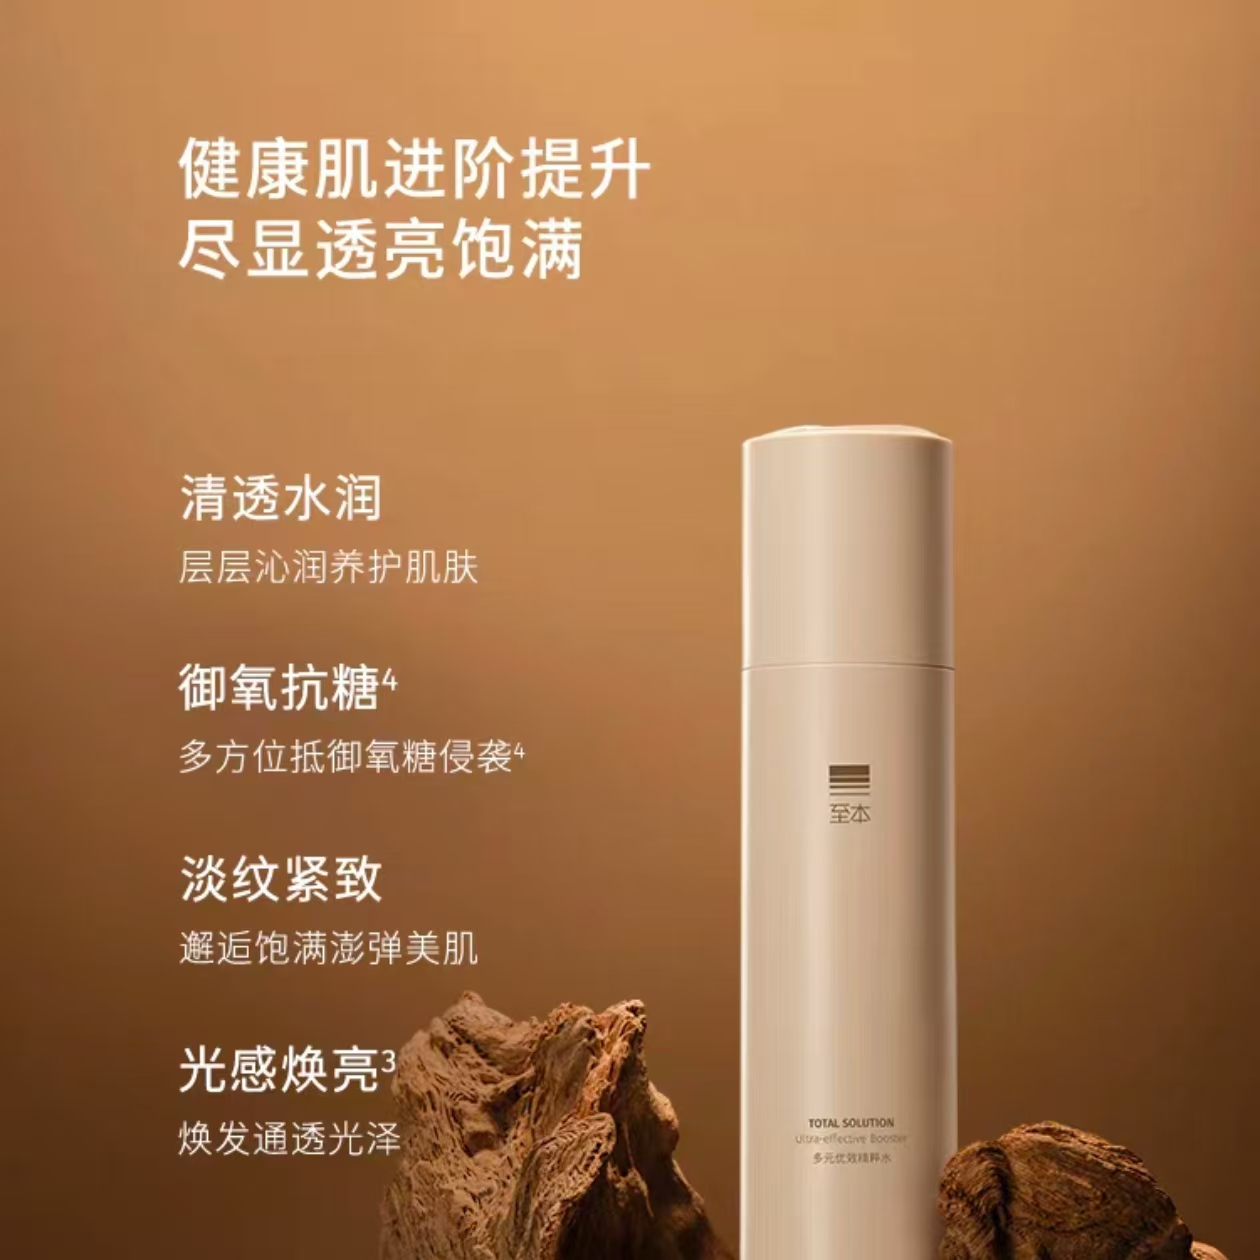 健康肌进阶提升
尽显透亮饱满
清透水润
层层沁润养护肌肤
御氧抗糖⁴
多方位抵御氧糖侵袭⁴
淡纹紧致
邂逅饱满澎弹美肌
光感焕亮³
焕发通透光泽
至本
TOTAL SOLUTION
Ultra-effective Booster
多元优效精粹水